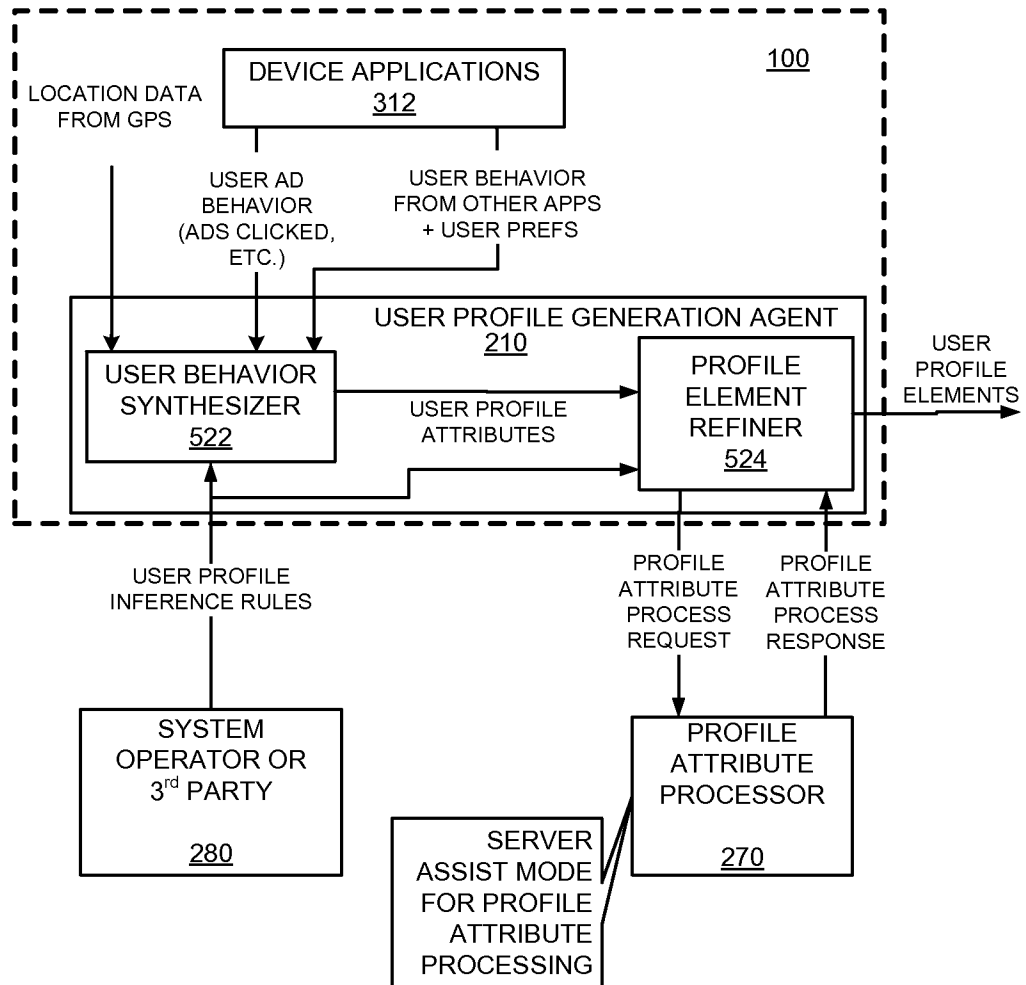 100
DEVICE APPLICATIONS
312
LOCATION DATA
FROM GPS
USER AD
BEHAVIOR
(ADS CLICKED,
ETC.)
USER BEHAVIOR
FROM OTHER APPS
+ USER PREFS
USER PROFILE GENERATION AGENT
210
USER BEHAVIOR
SYNTHESIZER
522
USER PROFILE
ATTRIBUTES
PROFILE
ELEMENT
REFINER
524
USER
PROFILE
ELEMENTS
USER PROFILE
INFERENCE RULES
PROFILE
ATTRIBUTE
PROCESS
REQUEST
PROFILE
ATTRIBUTE
PROCESS
RESPONSE
SYSTEM
OPERATOR OR
3rd PARTY
280
PROFILE
ATTRIBUTE
PROCESSOR
270
SERVER
ASSIST MODE
FOR PROFILE
ATTRIBUTE
PROCESSING